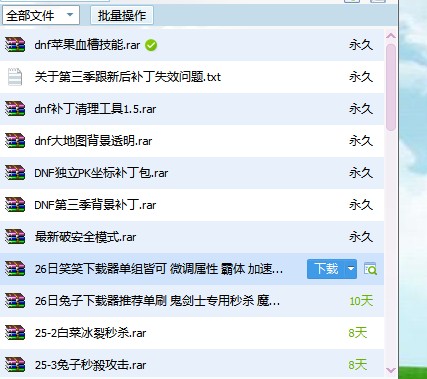 全部文件 批量操作
dnf苹果血槽技能.rar 永久
关于第三季跟新后补丁失效问题.txt 永久
dnf补丁清理工具1.5.rar 永久
dnf大地图背景透明.rar 永久
DNF独立PK坐标补丁包.rar 永久
DNF第三季背景补丁.rar 永久
最新破安全模式.rar 永久
26日笑笑下载器单组皆可 微调属性 霸体 加速... 下载
26日兔子下载器推荐单刷 鬼剑士专用秒杀 魔... 10天
25-2白菜冰裂秒杀.rar 8天
25-3兔子秒殺攻击.rar 8天